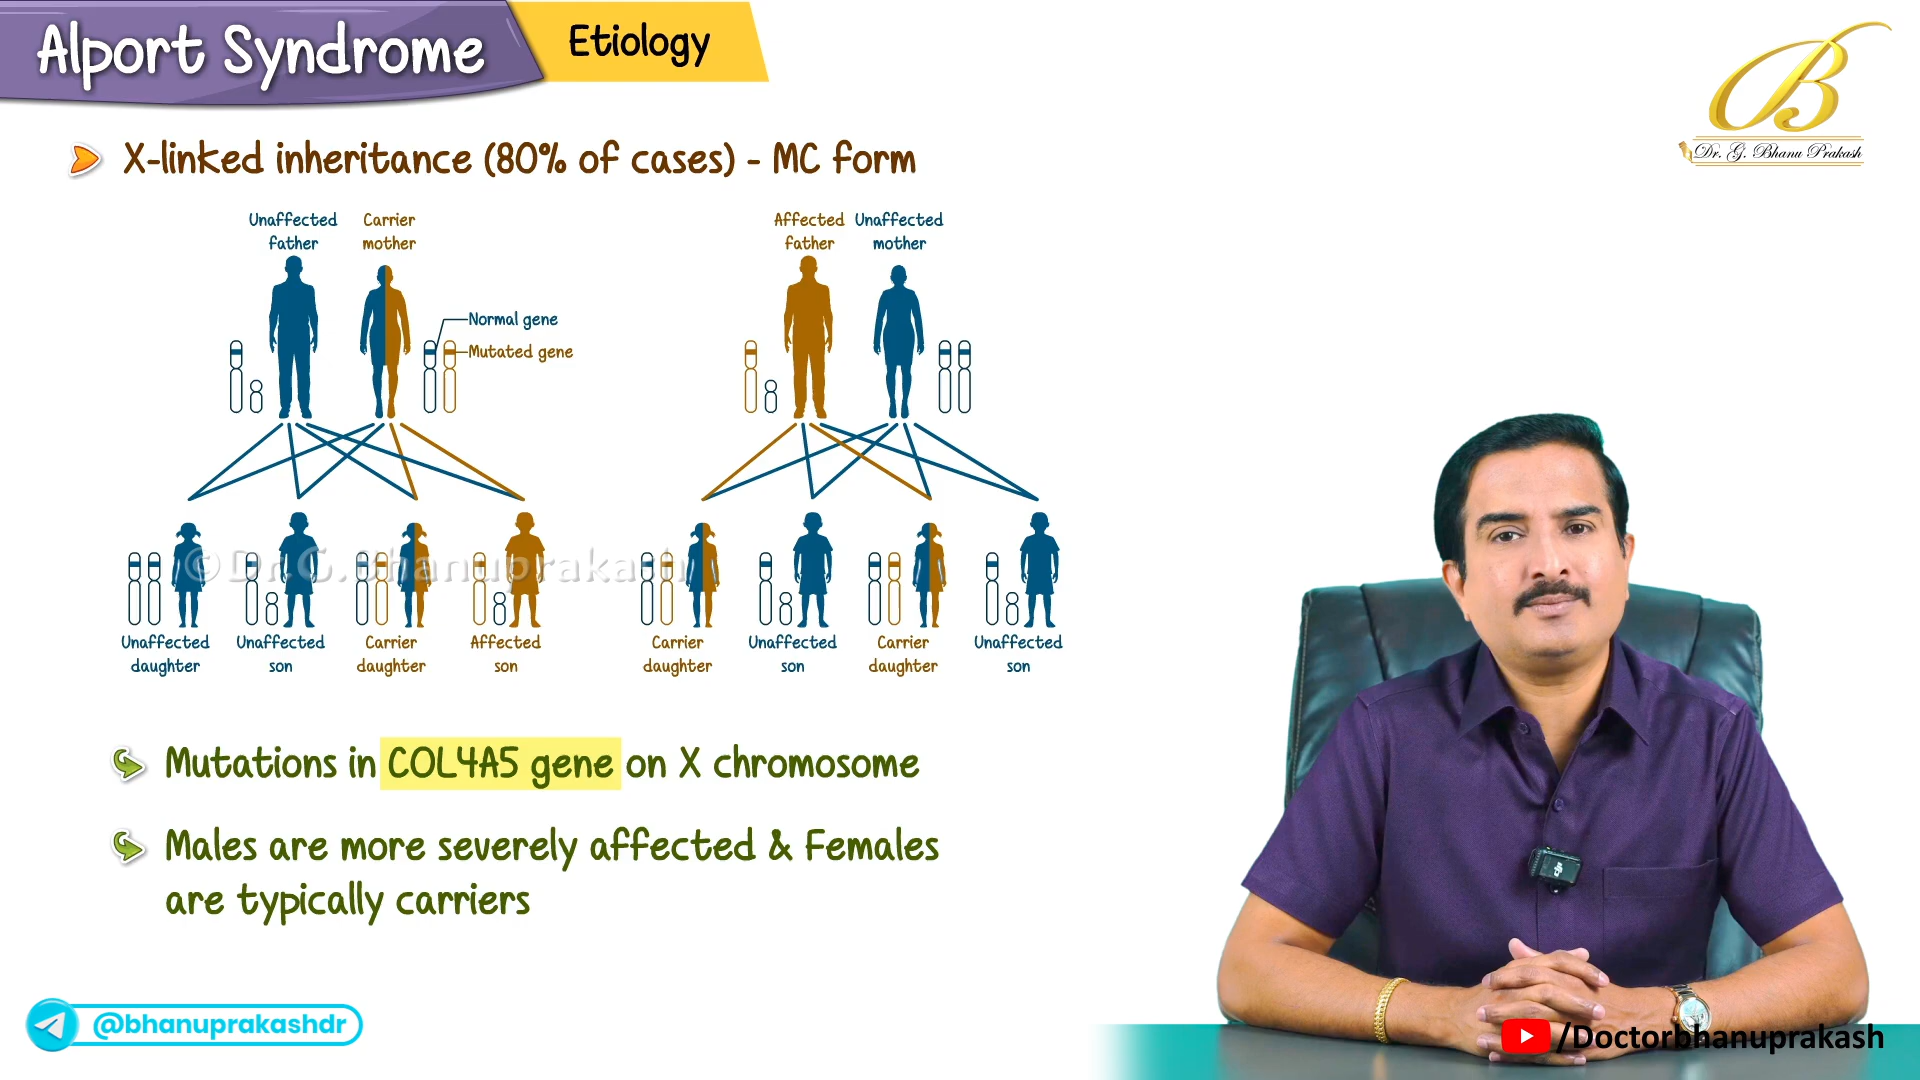 Alport Syndrome
Etiology
Dr. G. Bhanu Prakash
X-linked inheritance (80% of cases) - MC form
Unaffected father
Carrier mother
Affected father
Unaffected mother
Normal gene
Mutated gene
©Dr.G.Bhanuprakash
Unaffected daughter
Unaffected son
Carrier daughter
Affected son
Carrier daughter
Unaffected son
Carrier daughter
Unaffected son
Mutations in COL4A5 gene on X chromosome
Males are more severely affected & Females
are typically carriers
@bhanuprakashdr
/Doctorbhanuprakash